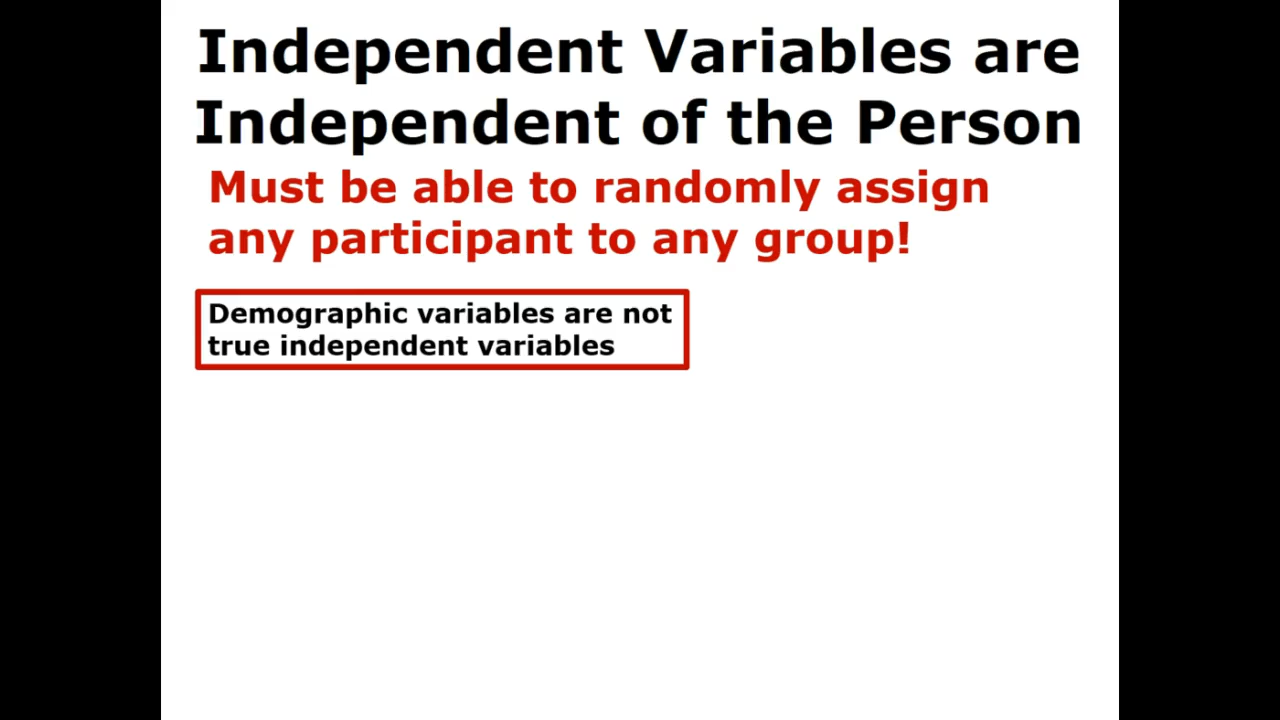 Independent Variables are
Independent of the Person
Must be able to randomly assign
any participant to any group!
Demographic variables are not
true independent variables